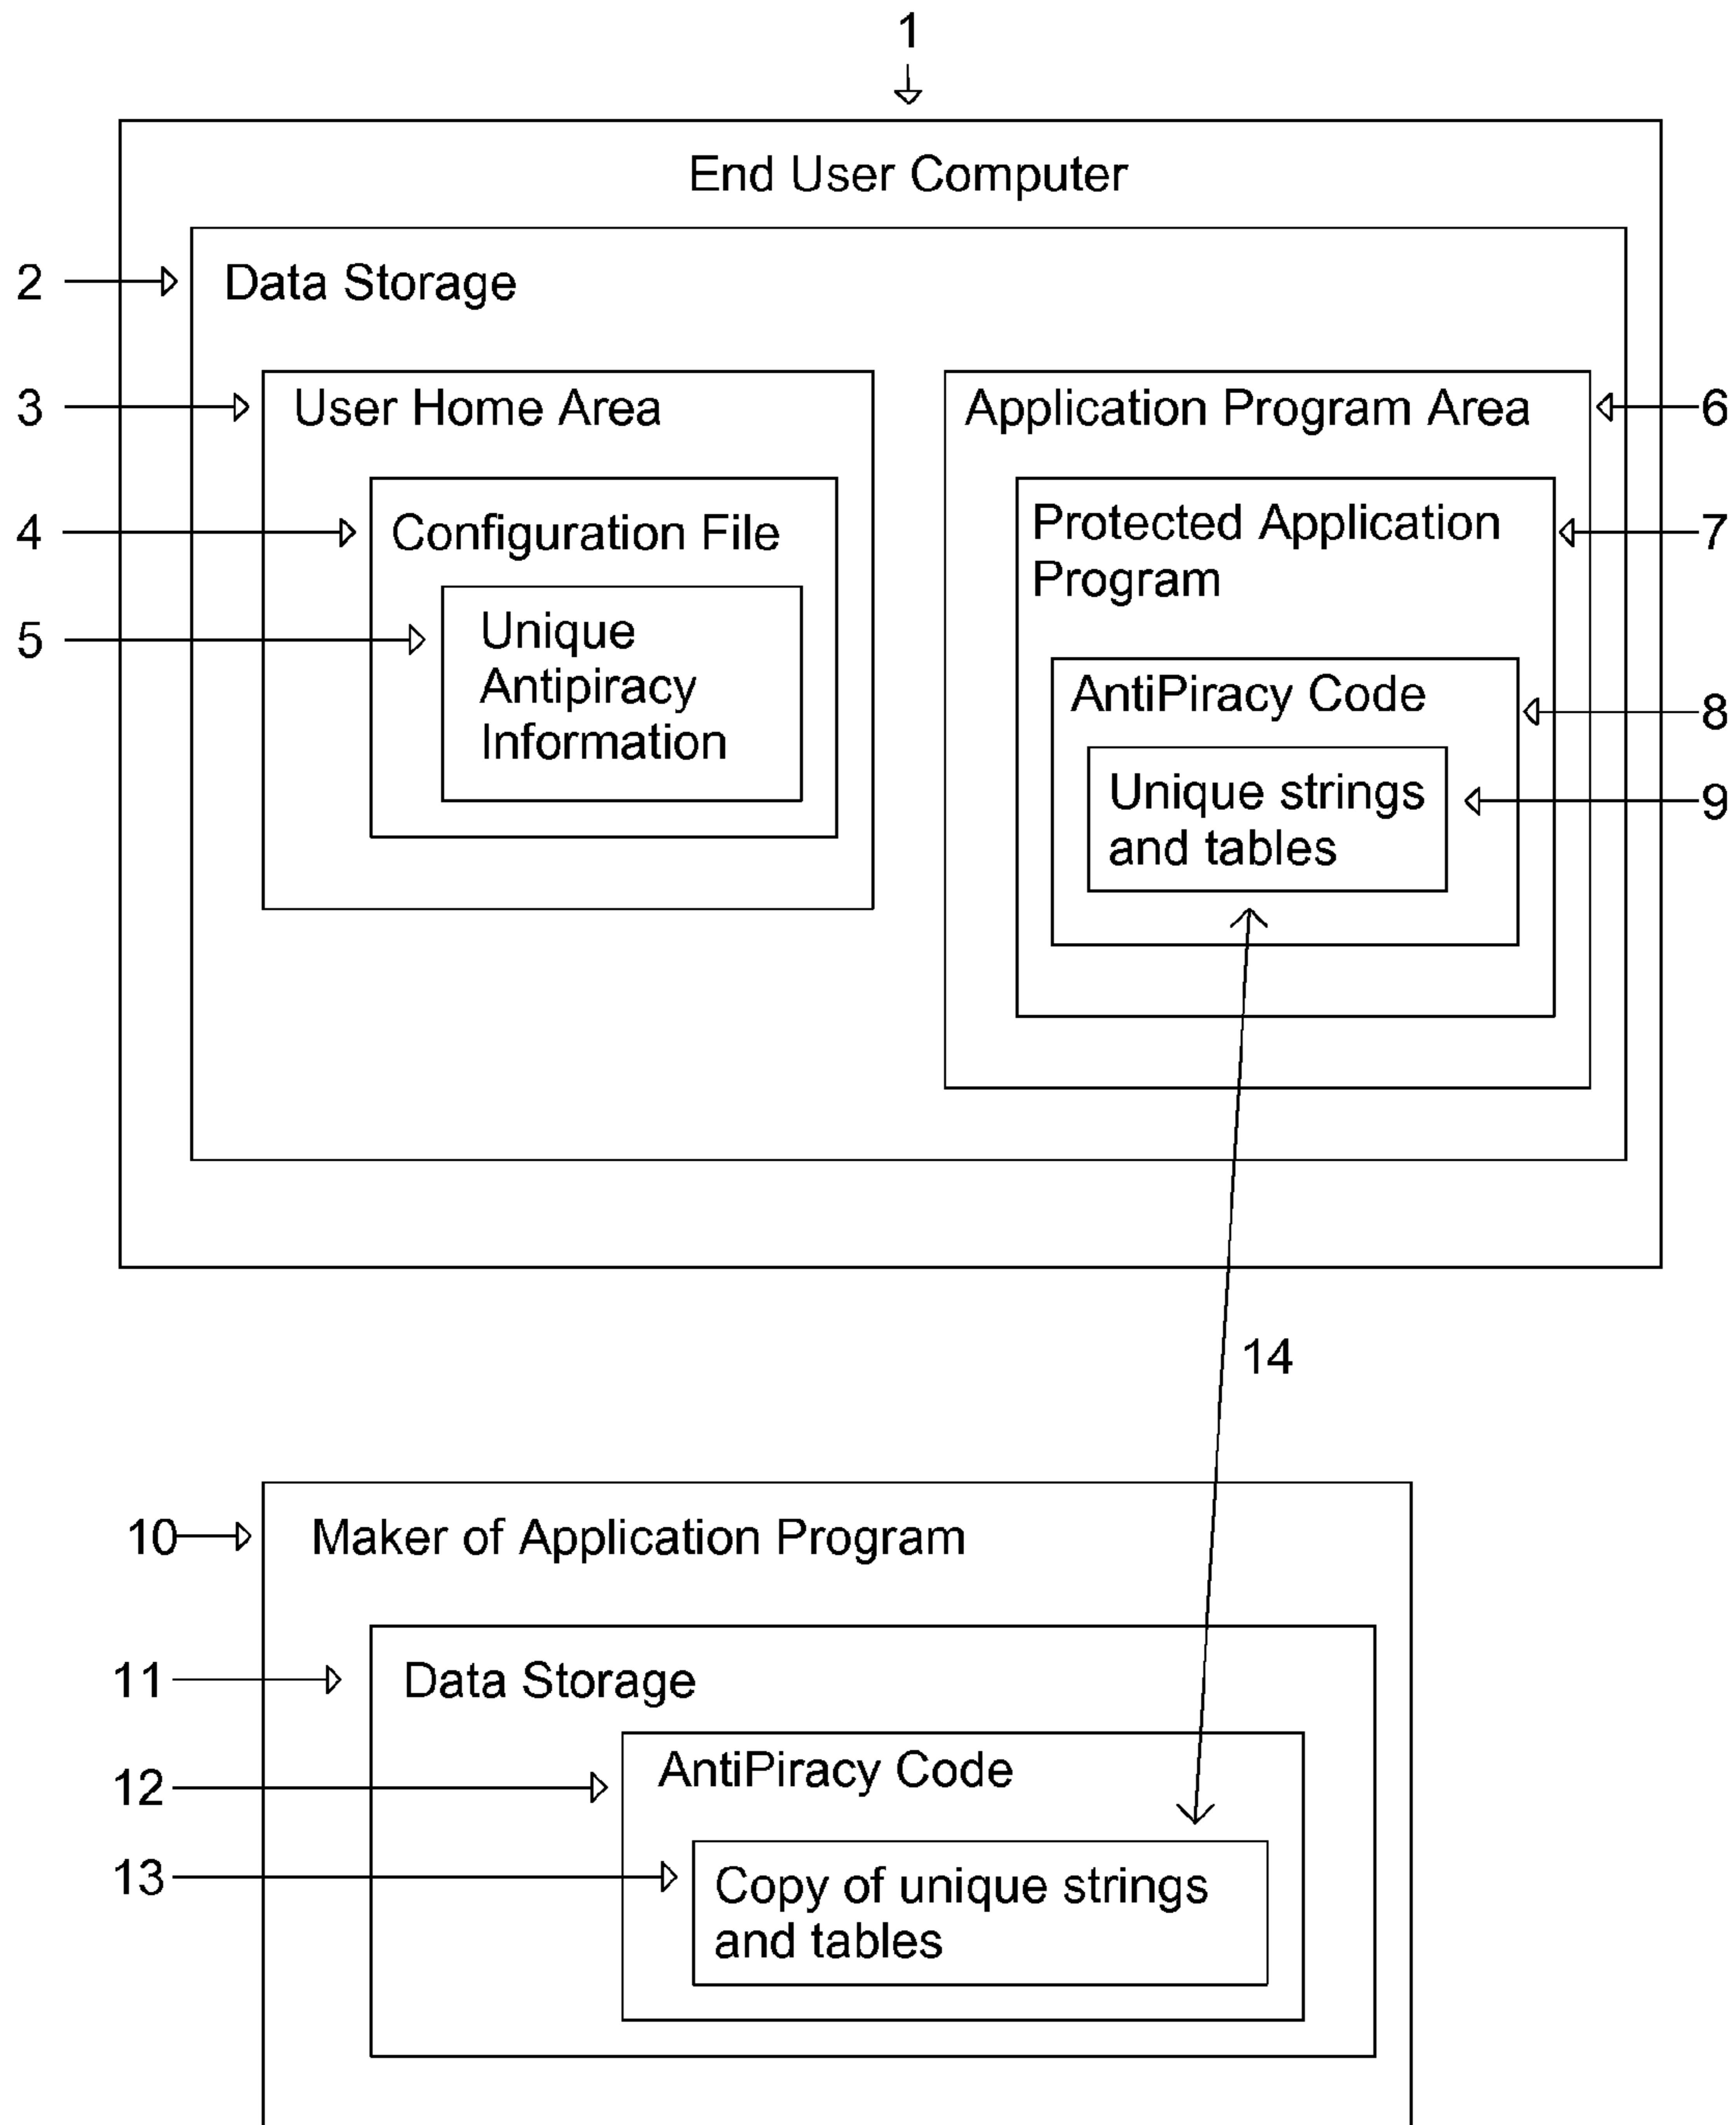 1
End User Computer
2
Data Storage
3
User Home Area
Application Program Area
6
4
Configuration File
Protected Application
Program
7
5
Unique
Antipiracy
Information
AntiPiracy Code
8
Unique strings
and tables
9
14
10
Maker of Application Program
11
Data Storage
12
AntiPiracy Code
13
Copy of unique strings
and tables